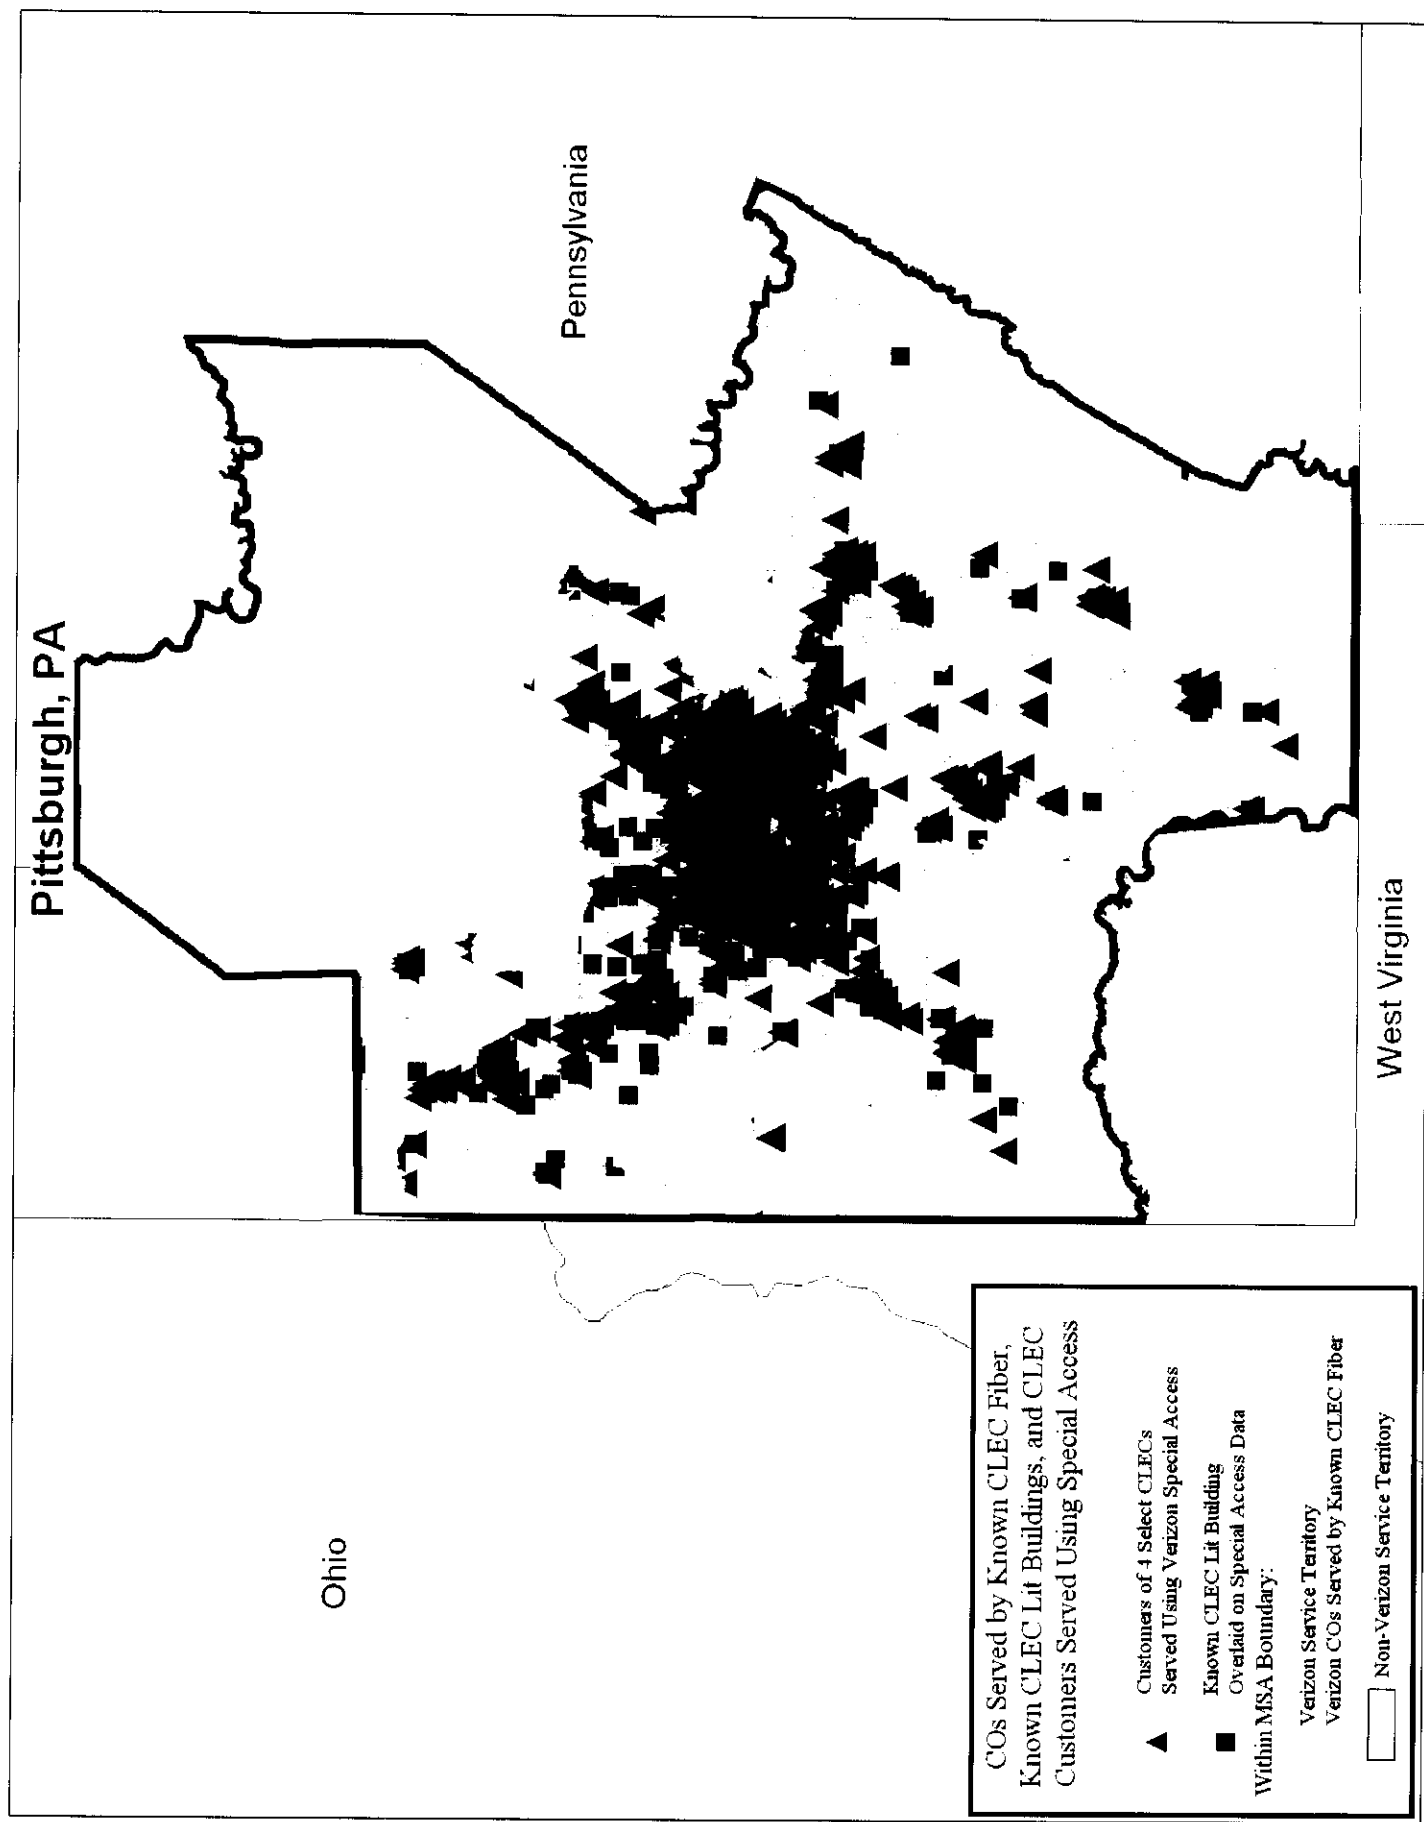 Pittsburgh, PA
Pennsylvania
Ohio
West Virginia
COs Served by Known CLEC Fiber,
Known CLEC Lit Buildings, and CLEC
Customers Served Using Special Access
Customers of 4 Select CLECs
Served Using Verizon Special Access
Known CLEC Lit Building
Overlaid on Special Access Data
Within MSA Boundary:
Verizon Service Territory
Verizon COs Served by Known CLEC Fiber
Non-Verizon Service Territory